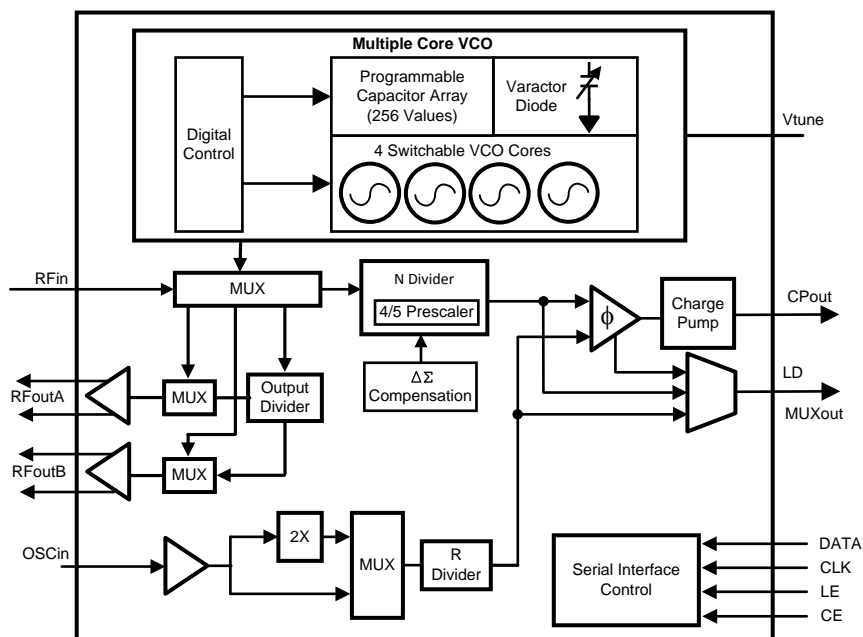 Multiple Core VCO
Digital
Control
Programmable
Capacitor Array
(256 Values)
Varactor
Diode
4 Switchable VCO Cores
Vtune
RFin
MUX
N Divider
4/5 Prescaler
ΔΣ
Compensation
ϕ
Charge
Pump
CPout
LD
MUXout
RFoutA
MUX
Output
Divider
RFoutB
MUX
OSCin
2X
MUX
R
Divider
Serial Interface
Control
DATA
CLK
LE
CE